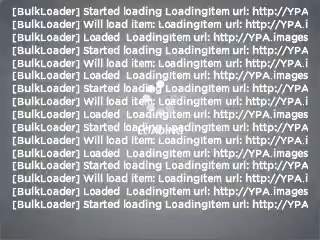 [BulkLoader] Started loading LoadingItem url: http://YPA
[BulkLoader] Will load item: LoadingItem url: http://YPA.i
[BulkLoader] Loaded LoadingItem url: http://YPA.images
[BulkLoader] Started loading LoadingItem url: http://YPA
[BulkLoader] Will load item: LoadingItem url: http://YPA.i
[BulkLoader] Loaded LoadingItem url: http://YPA.images
[BulkLoader] Started loading LoadingItem url: http://YPA
[BulkLoader] Will load item: LoadingItem url: http://YPA.i
[BulkLoader] Loaded LoadingItem url: http://YPA.images
[BulkLoader] Started loading LoadingItem url: http://YPA
[BulkLoader] Will load item: LoadingItem url: http://YPA.i
[BulkLoader] Loaded LoadingItem url: http://YPA.images
[BulkLoader] Started loading LoadingItem url: http://YPA
[BulkLoader] Will load item: LoadingItem url: http://YPA.i
[BulkLoader] Loaded LoadingItem url: http://YPA.images
[BulkLoader] Started loading LoadingItem url: http://YPA